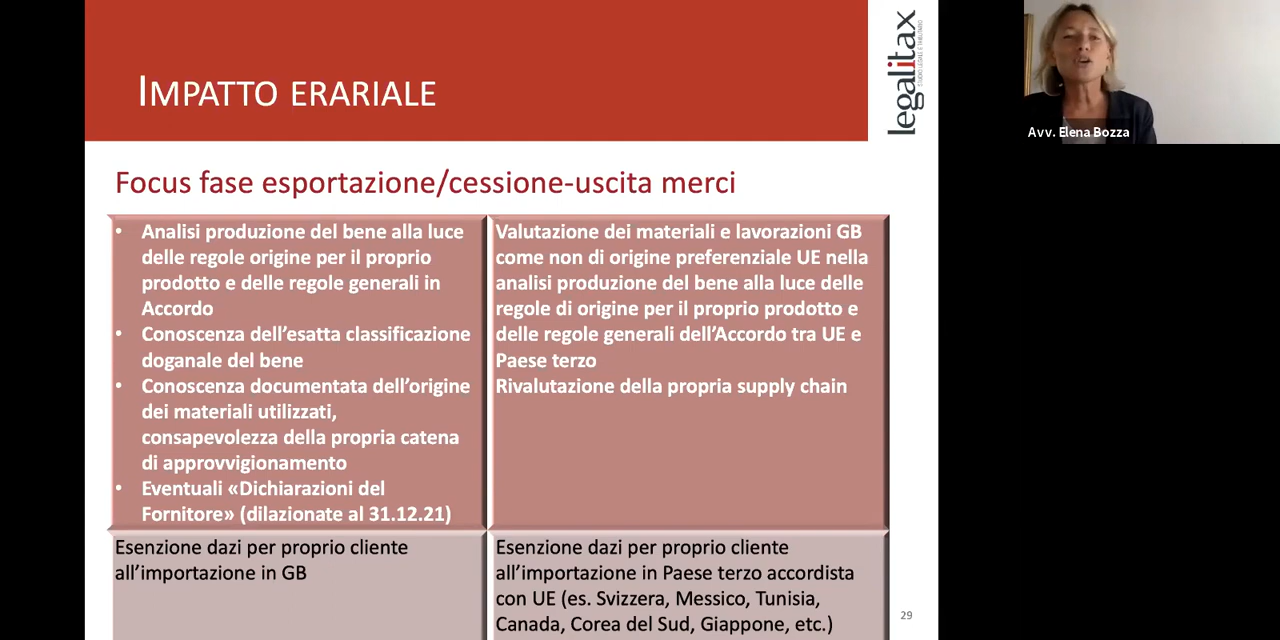 IMPATTO ERARIALE
legalitax
STUDIO LEGALE E TRIBUTARIO
Avv. Elena Bozza
Focus fase esportazione/cessione-uscita merci
• Analisi produzione del bene alla luce
delle regole origine per il proprio
prodotto e delle regole generali in
Accordo
• Conoscenza dell’esatta classificazione
doganale del bene
• Conoscenza documentata dell’origine
dei materiali utilizzati,
consapevolezza della propria catena
di approvvigionamento
• Eventuali «Dichiarazioni del
Fornitore» (dilazionate al 31.12.21)
Valutazione dei materiali e lavorazioni GB
come non di origine preferenziale UE nella
analisi produzione del bene alla luce delle
regole di origine per il proprio prodotto e
delle regole generali dell’Accordo tra UE e
Paese terzo
Rivalutazione della propria supply chain
Esenzione dazi per proprio cliente
all’importazione in GB
Esenzione dazi per proprio cliente
all’importazione in Paese terzo accordista
con UE (es. Svizzera, Messico, Tunisia,
Canada, Corea del Sud, Giappone, etc.)
29